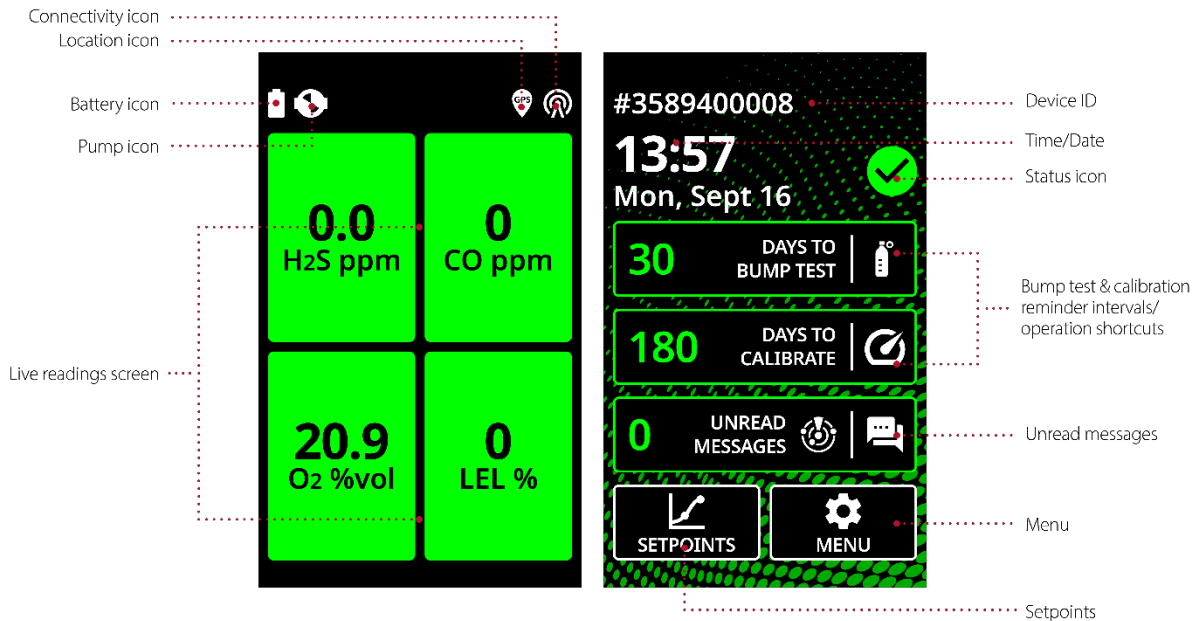 Connectivity icon
Location icon
Battery icon
Pump icon
Live readings screen
GPS
0.0
H2S ppm
0
CO ppm
20.9
O2 %vol
0
LEL %
#3589400008
13:57
Mon, Sept 16
30
DAYS TO
BUMP TEST
180
DAYS TO
CALIBRATE
0
UNREAD
MESSAGES
SETPOINTS
MENU
Device ID
Time/Date
Status icon
Bump test & calibration
reminder intervals/
operation shortcuts
Unread messages
Menu
Setpoints